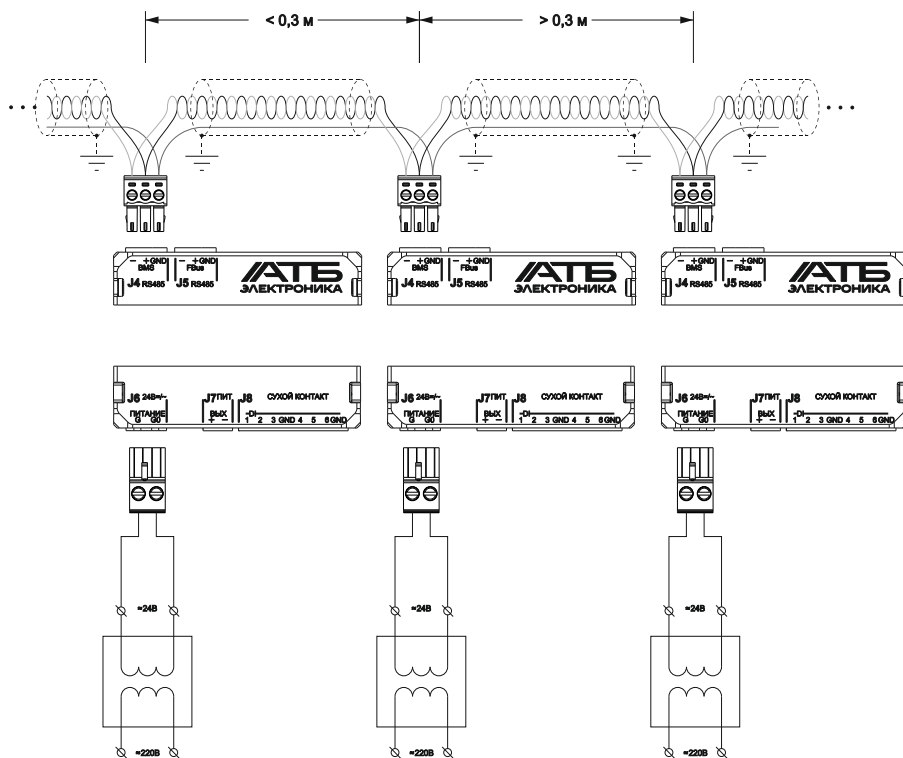 < 0,3 м
> 0,3 м
− + GND
BMS
J4 RS485
− + GND
FBus
J5 RS485
АТБ
ЭЛЕКТРОНИКА
− + GND
BMS
J4 RS485
− + GND
FBus
J5 RS485
АТБ
ЭЛЕКТРОНИКА
− + GND
BMS
J4 RS485
− + GND
FBus
J5 RS485
АТБ
ЭЛЕКТРОНИКА
J6 24В=/~
ПИТАНИЕ
G G0
J7 ПИТ
ВЫХ
+ −
J8 СУХОЙ КОНТАКТ
-DI
1 2 3 GND 4 5 6 GND
J6 24В=/~
ПИТАНИЕ
G G0
J7 ПИТ
ВЫХ
+ −
J8 СУХОЙ КОНТАКТ
-DI
1 2 3 GND 4 5 6 GND
J6 24В=/~
ПИТАНИЕ
G G0
J7 ПИТ
ВЫХ
+ −
J8 СУХОЙ КОНТАКТ
-DI
1 2 3 GND 4 5 6 GND
≈24В
≈24В
≈24В
≈220В
≈220В
≈220В